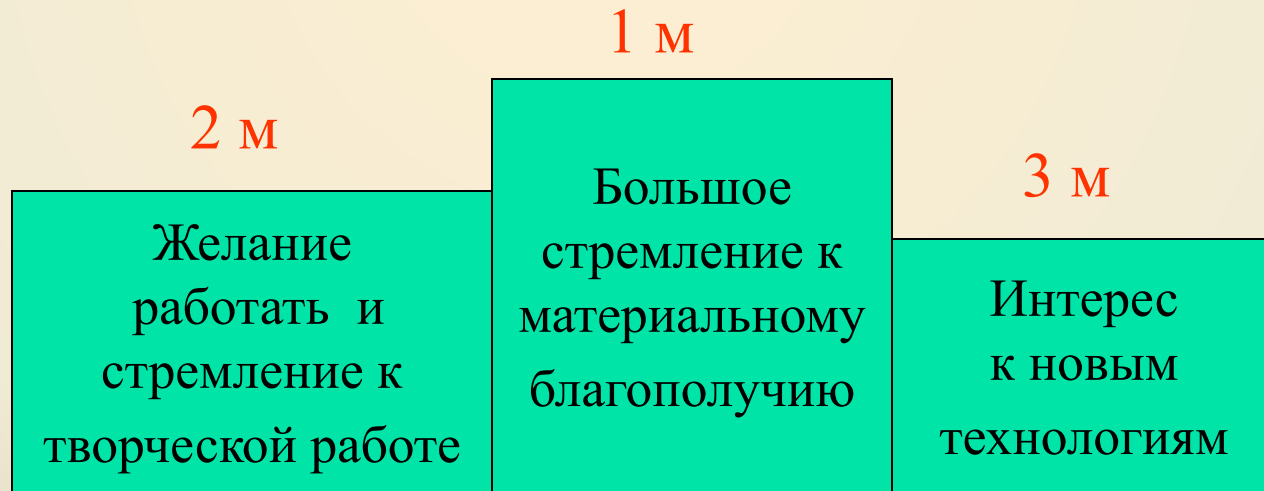 1 м
2 м
3 м
Желание
работать и
стремление к
творческой работе
Большое
стремление к
материальному
благополучию
Интерес
к новым
технологиям